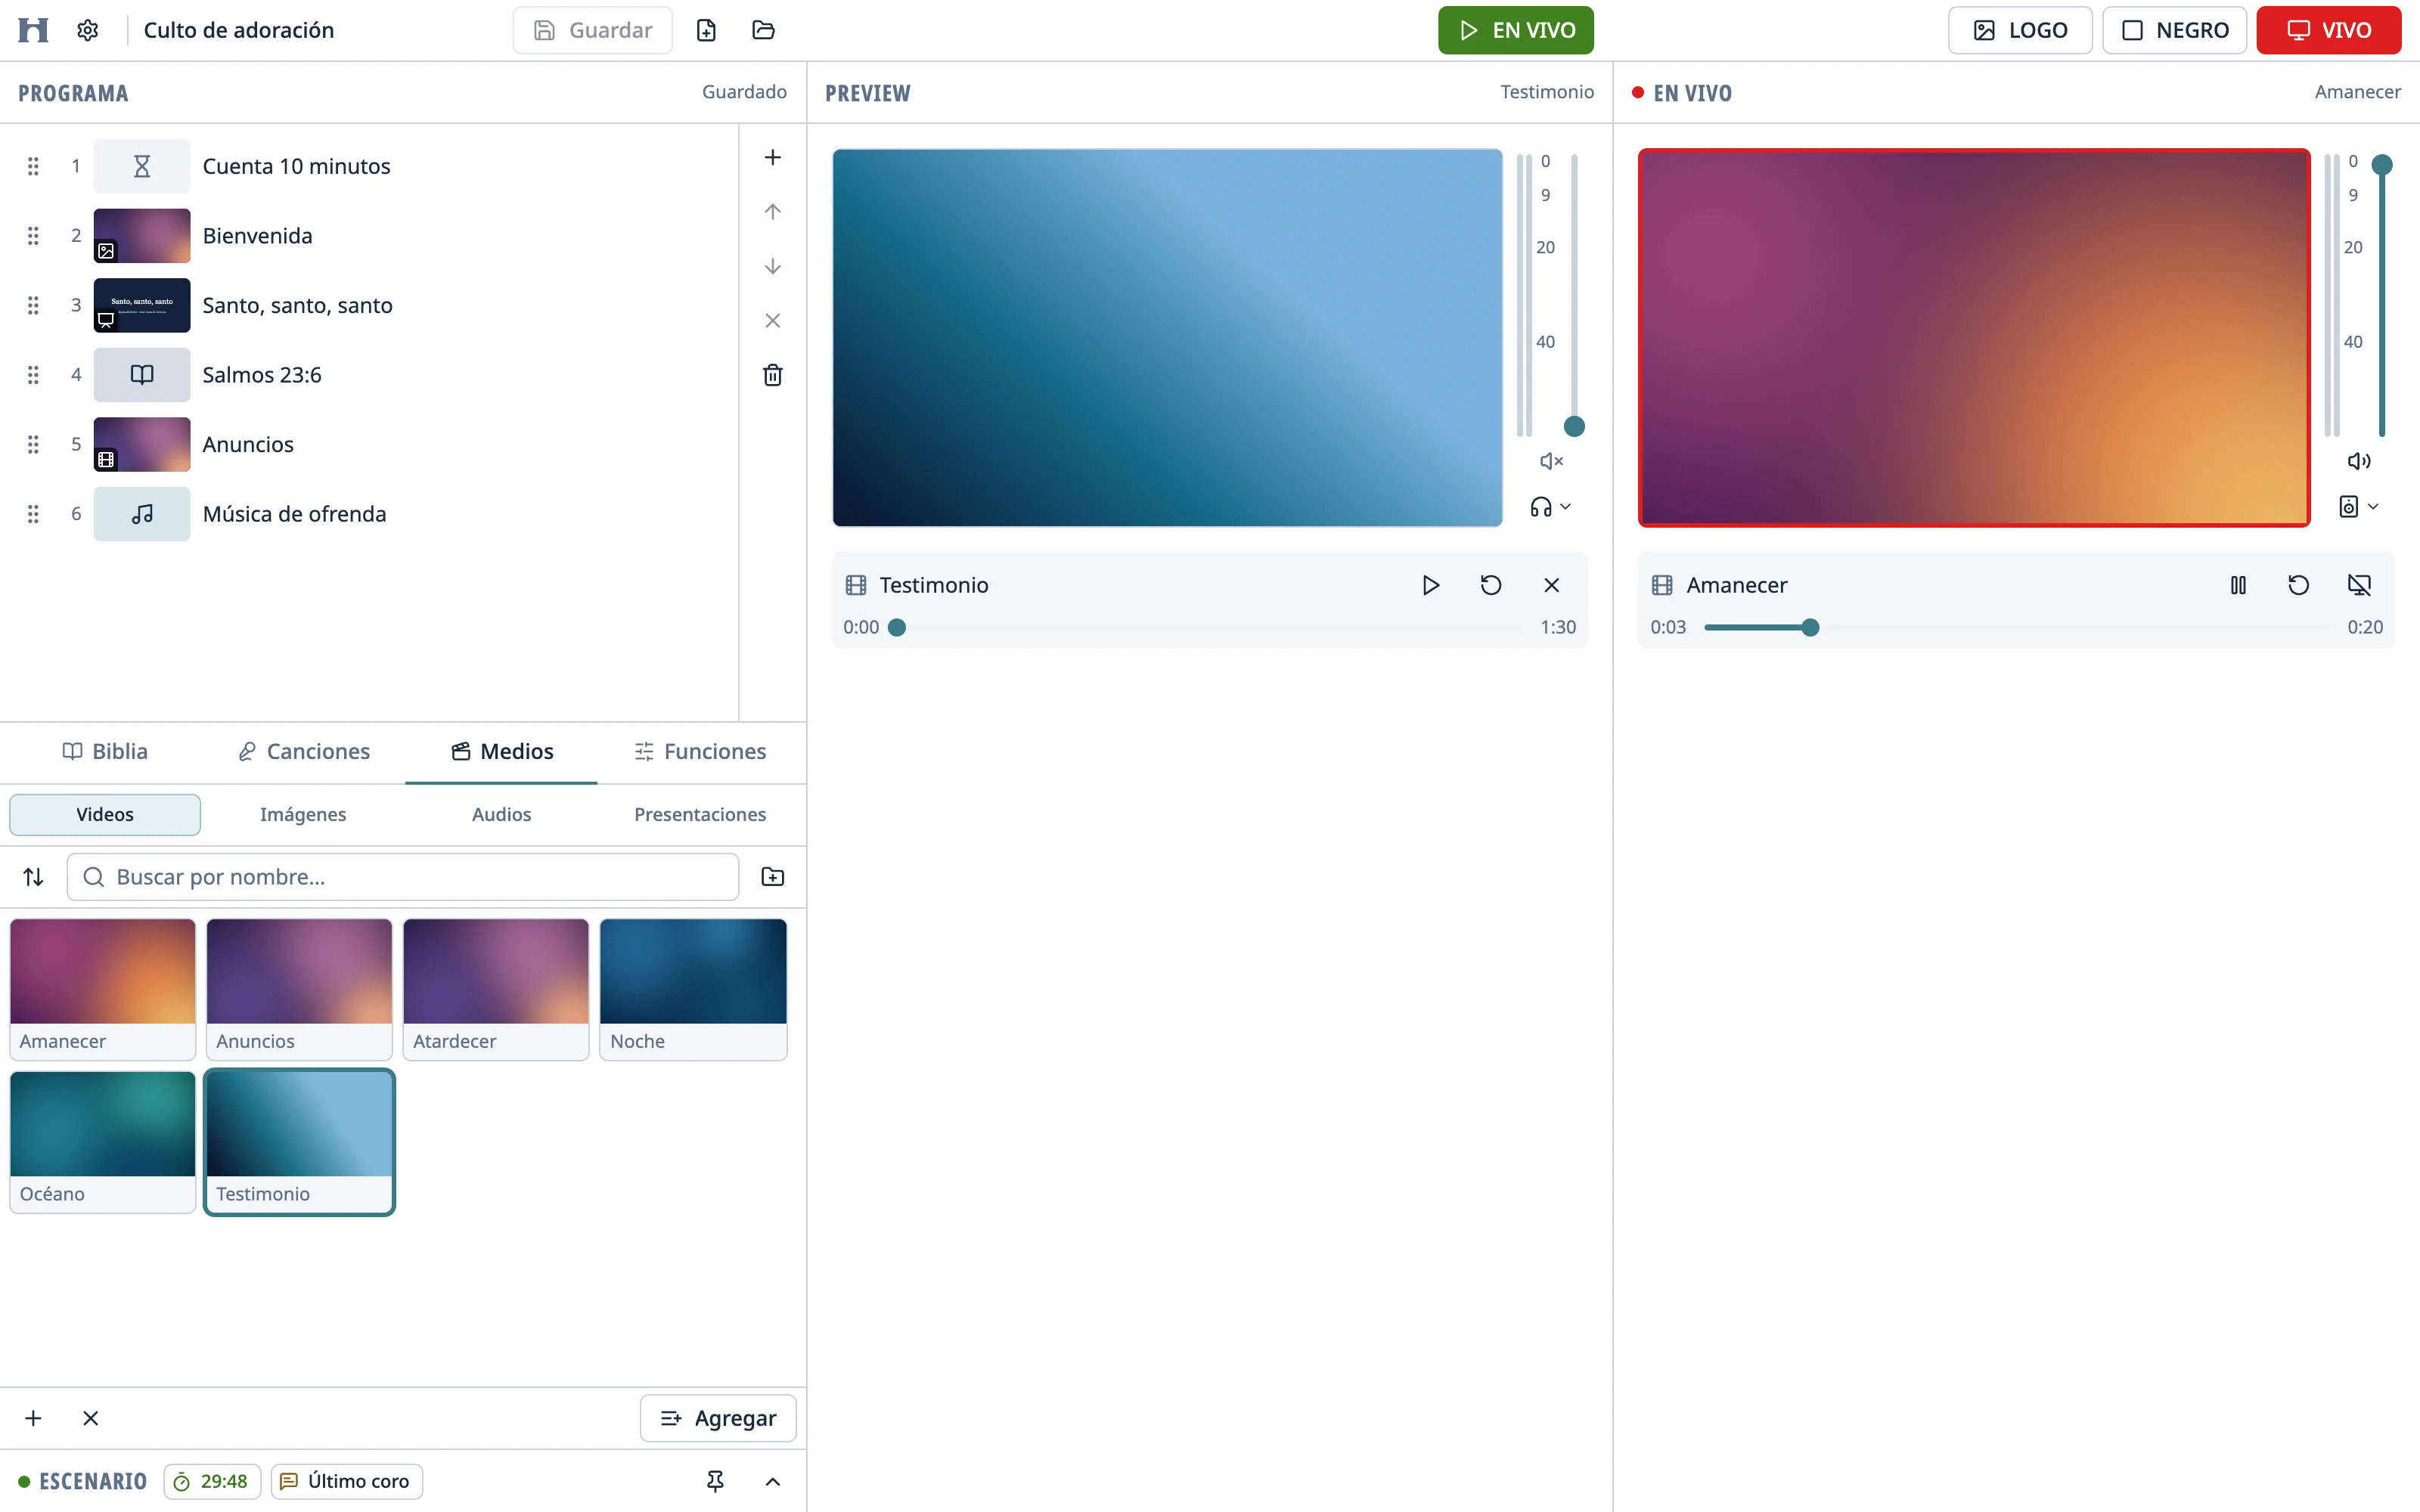 Culto de adoración
Guardar
EN VIVO
LOGO
NEGRO
VIVO
PROGRAMA
Guardado
1
Cuenta 10 minutos
2
Bienvenida
3
Santo, santo, santo
Santo, santo, santo
4
Salmos 23:6
5
Anuncios
6
Música de ofrenda
Biblia
Canciones
Medios
Funciones
Videos
Imágenes
Audios
Presentaciones
Buscar por nombre...
Amanecer
Anuncios
Atardecer
Noche
Océano
Testimonio
Agregar
ESCENARIO
29:48
Último coro
PREVIEW
Testimonio
0
9
20
40
Testimonio
0:00
1:30
EN VIVO
Amanecer
0
9
20
40
Amanecer
0:03
0:20